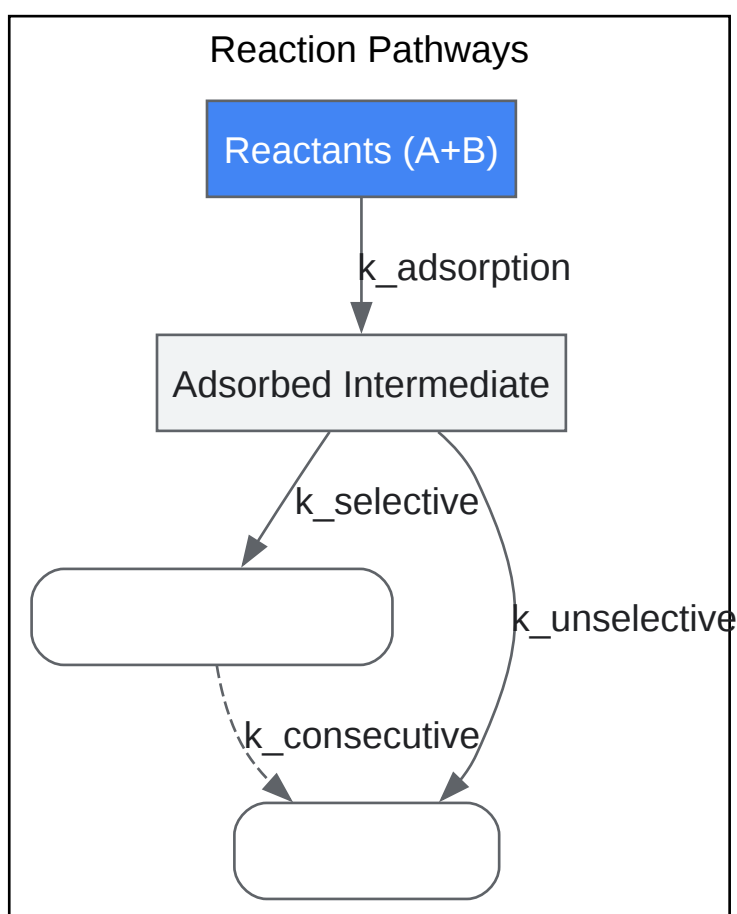 Reaction Pathways
Reactants (A+B)
k_adsorption
Adsorbed Intermediate
k_selective
k_unselective
k_consecutive